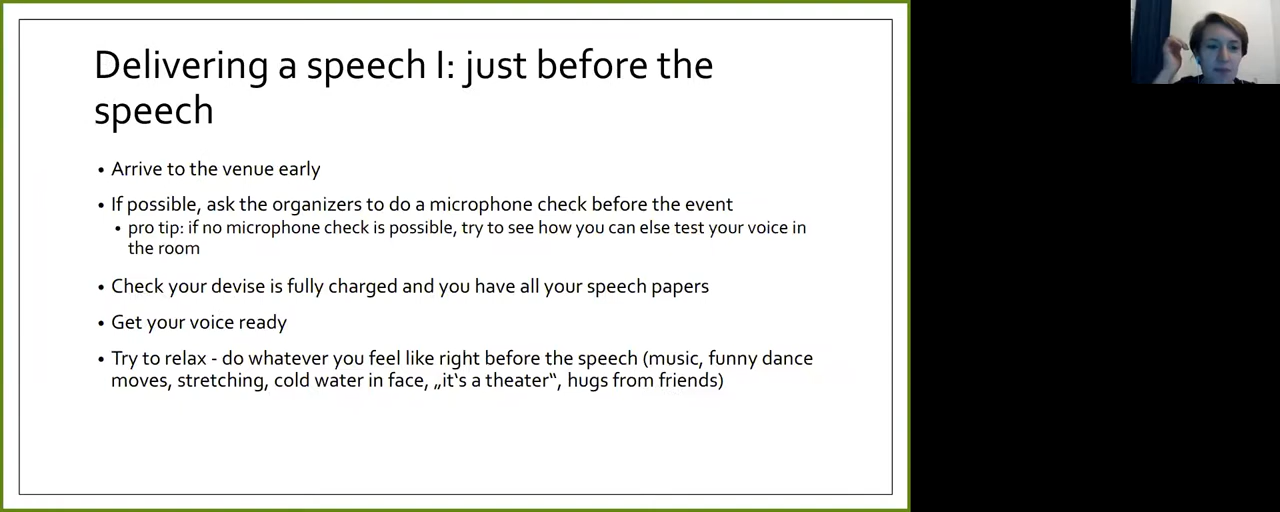 Delivering a speech I: just before the
speech
• Arrive to the venue early
• If possible, ask the organizers to do a microphone check before the event
• pro tip: if no microphone check is possible, try to see how you can else test your voice in
the room
• Check your devise is fully charged and you have all your speech papers
• Get your voice ready
• Try to relax - do whatever you feel like right before the speech (music, funny dance
moves, stretching, cold water in face, „it‘s a theater“, hugs from friends)